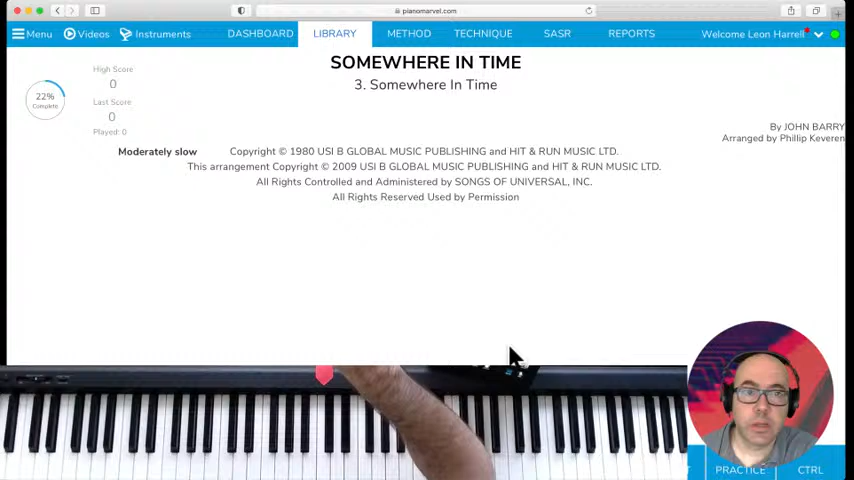 pianomarvel.com
Menu Videos Instruments DASHBOARD LIBRARY METHOD TECHNIQUE SASR REPORTS Welcome Leon Harrell
SOMEWHERE IN TIME
3. Somewhere In Time
High Score
0
22%
Complete
Last Score
0
Played: 0
By JOHN BARRY
Arranged by Phillip Keveren
Moderately slow
Copyright © 1980 USI B GLOBAL MUSIC PUBLISHING and HIT & RUN MUSIC LTD.
This arrangement Copyright © 2009 USI B GLOBAL MUSIC PUBLISHING and HIT & RUN MUSIC LTD.
All Rights Controlled and Administered by SONGS OF UNIVERSAL, INC.
All Rights Reserved Used by Permission
PRACTICE CTRL